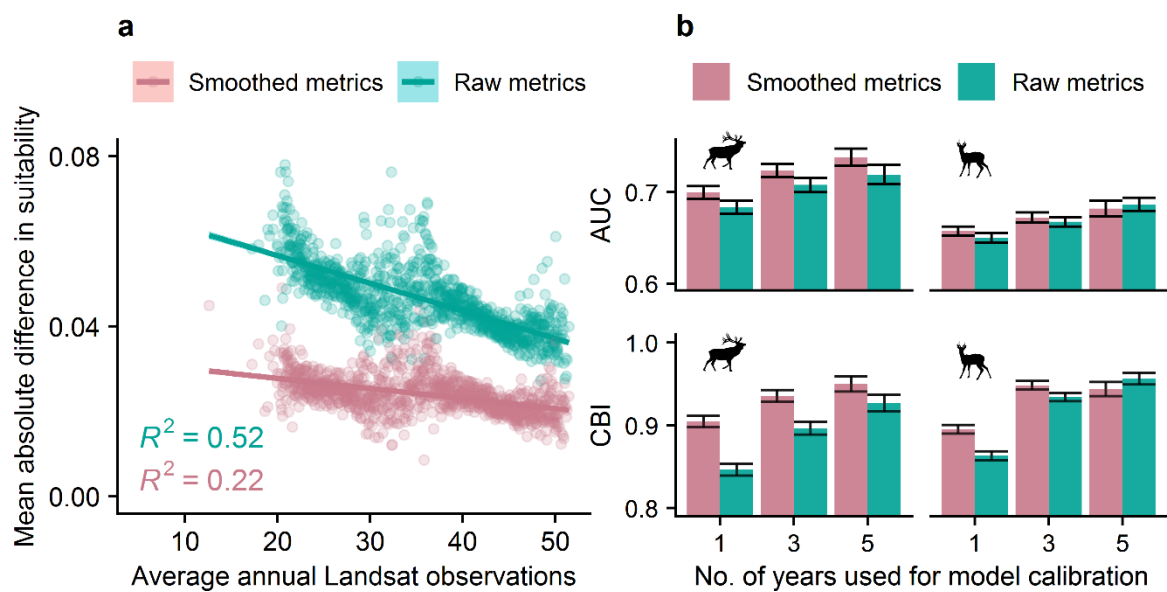 a
Smoothed metrics
Raw metrics
Mean absolute difference in suitability
0.08
0.04
0.00
R² = 0.52
R² = 0.22
10 20 30 40 50
Average annual Landsat observations
b
Smoothed metrics
Raw metrics
AUC
0.7
0.6
CBI
1.0
0.9
0.8
1 3 5
1 3 5
No. of years used for model calibration